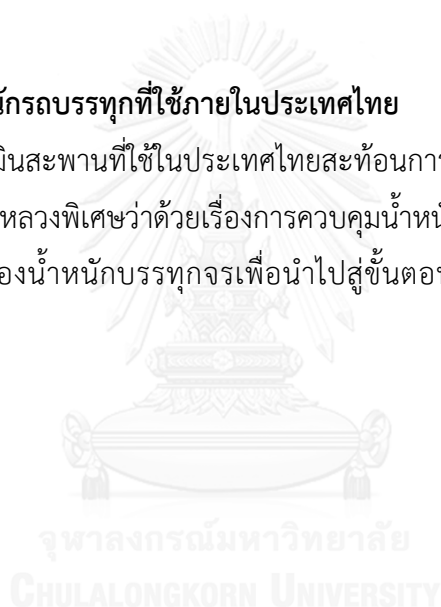 นักรถบรรทุกที่ใช้ภายในประเทศไทย
มินสะพานที่ใช้ในประเทศไทยสะท้อนการ
หลวงพิเศษว่าด้วยเรื่องการควบคุมน้ำหนั
องน้ำหนักบรรทุกจรเพื่อนำไปสู่ขั้นตอน
จุฬาลงกรณ์มหาวิทยาลัย
CHULALONGKORN UNIVERSITY